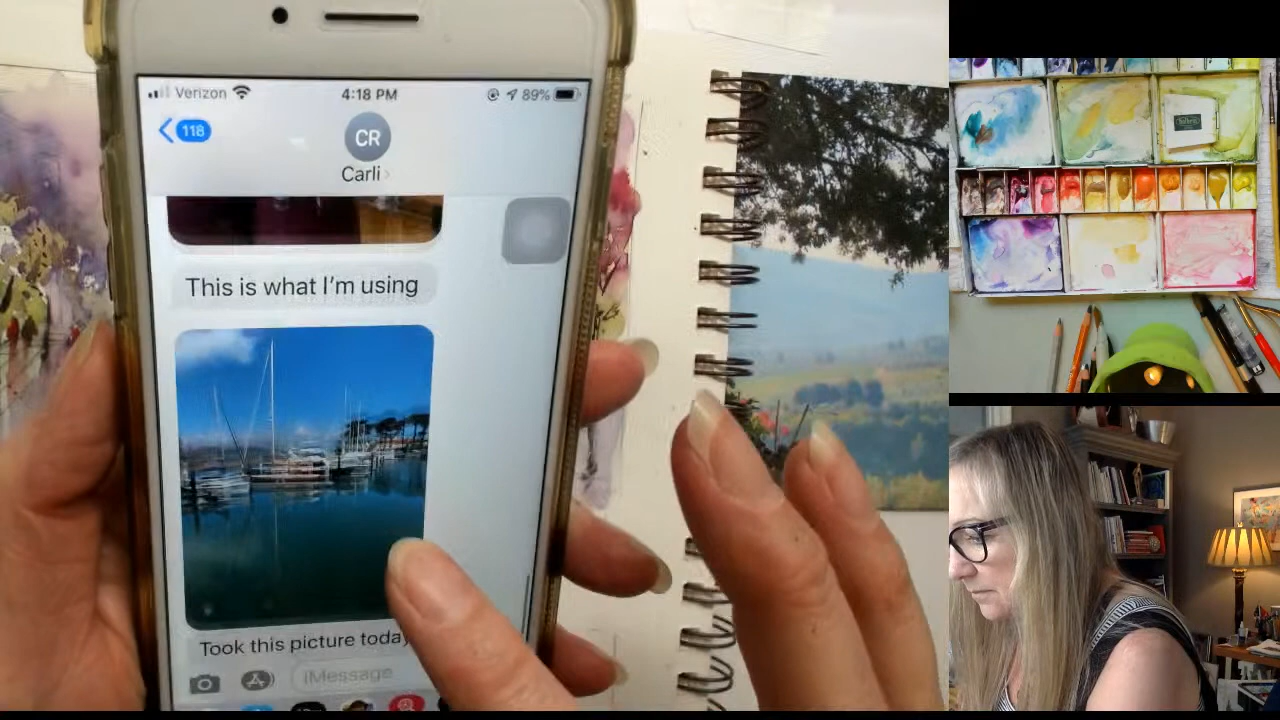 Verizon 4:18 PM 89%
118
CR
Carli
This is what I'm using
Took this picture today
iMessage